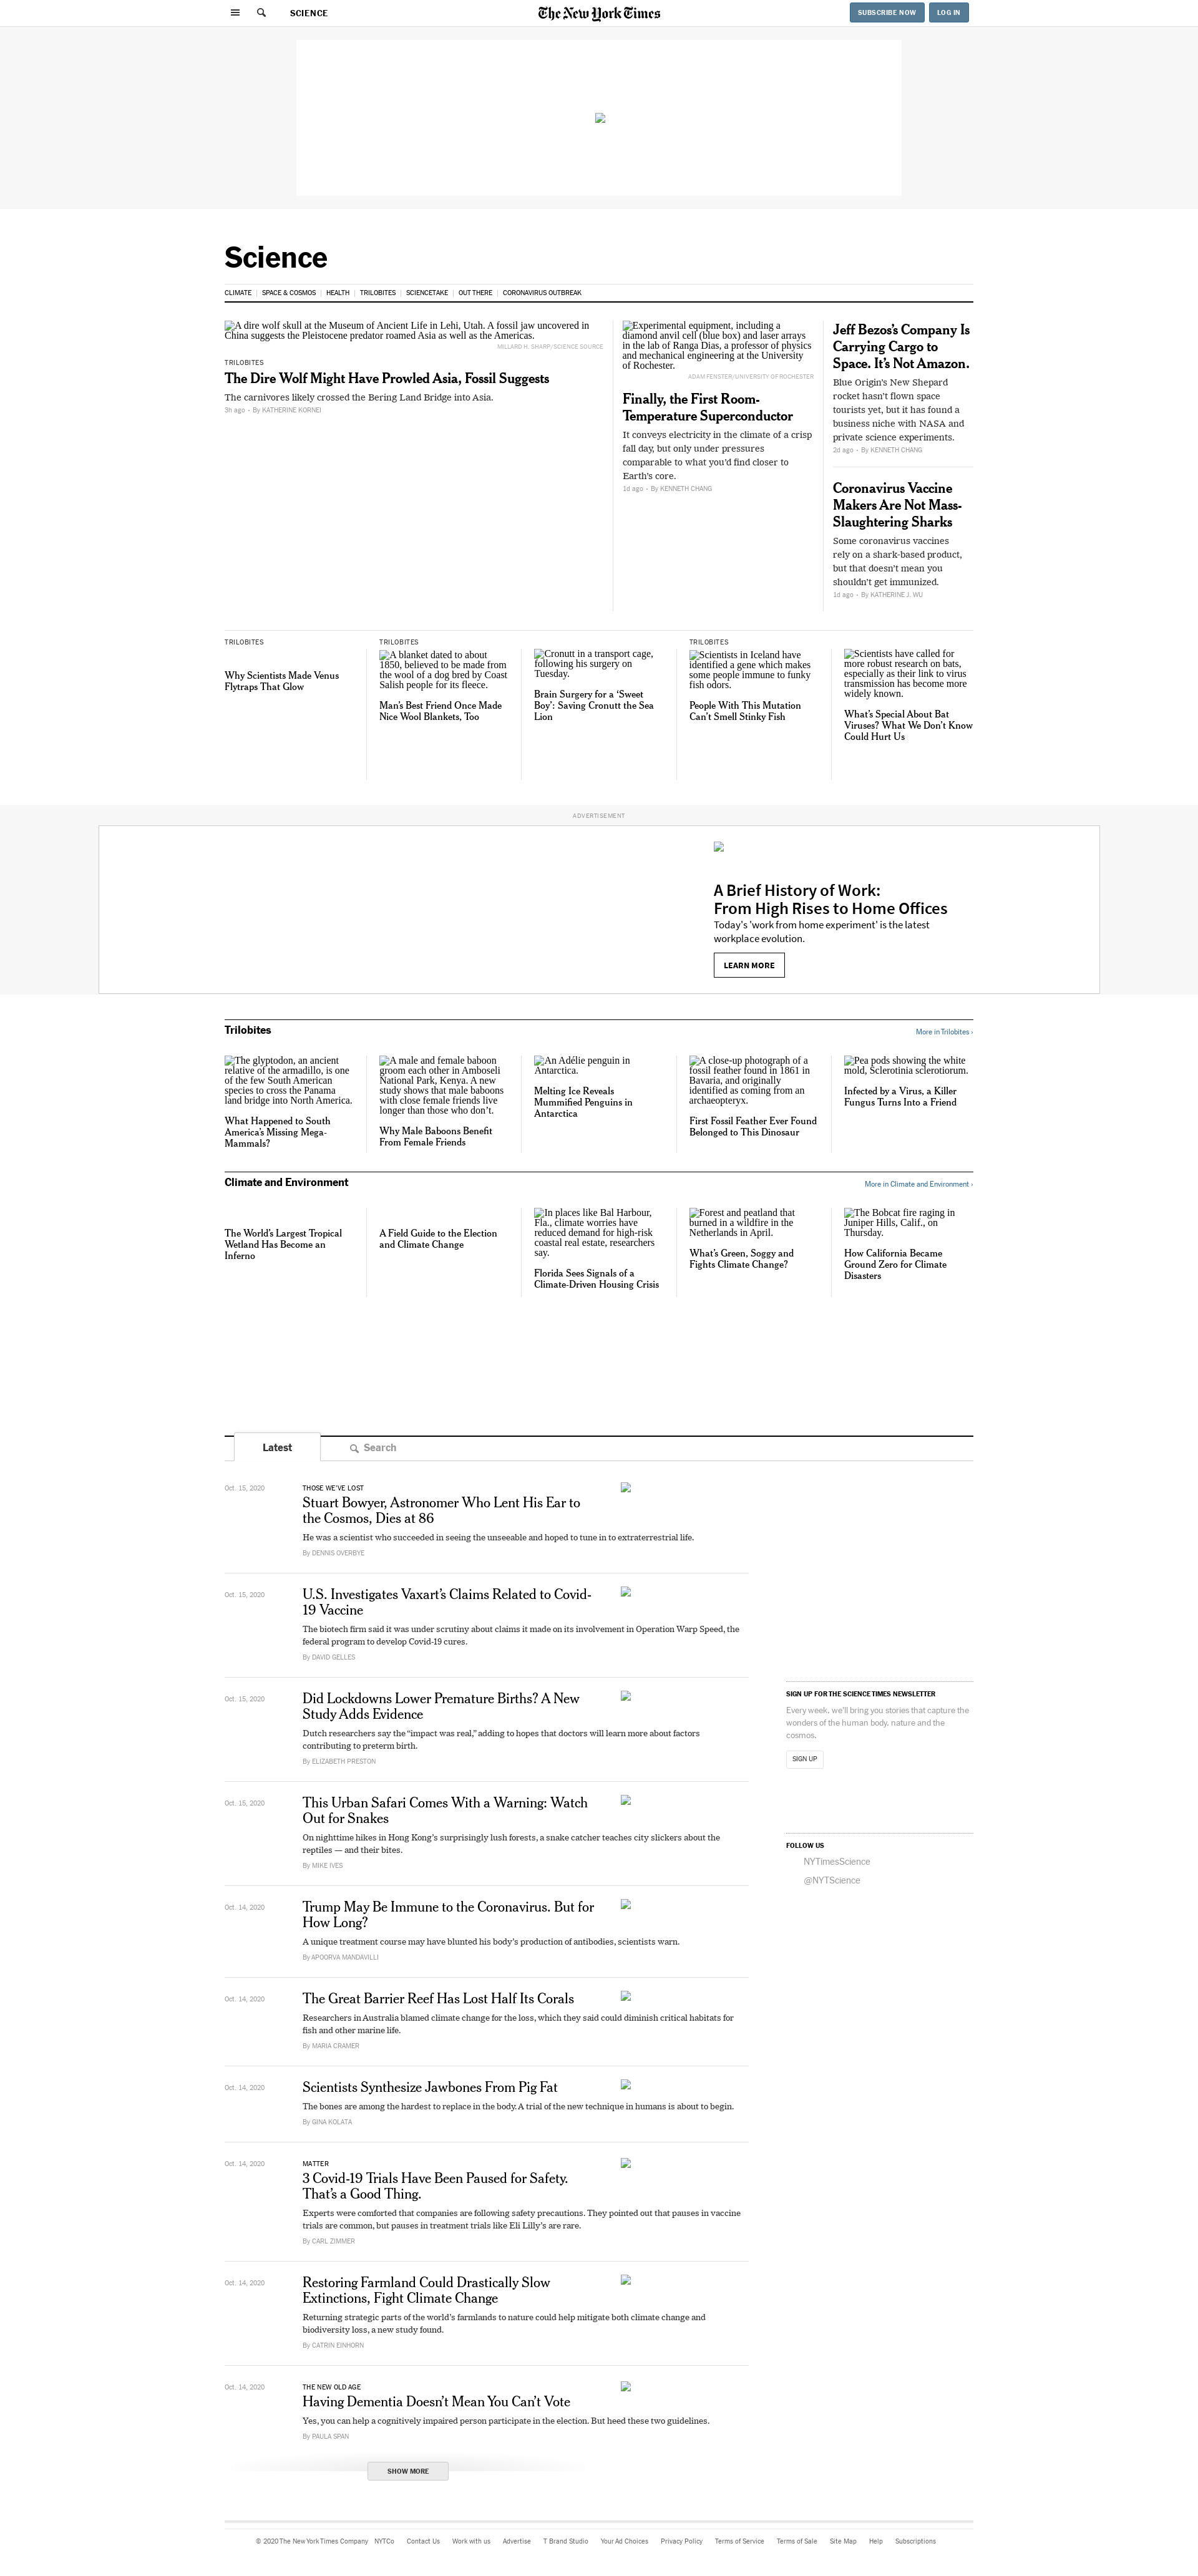 SCIENCE
The New York Times
SUBSCRIBE NOW
LOG IN
Science
CLIMATE | SPACE & COSMOS | HEALTH | TRILOBITES | SCIENCETAKE | OUT THERE | CORONAVIRUS OUTBREAK
A dire wolf skull at the Museum of Ancient Life in Lehi, Utah. A fossil jaw uncovered in
China suggests the Pleistocene predator roamed Asia as well as the Americas.
MILLARD H. SHARP/SCIENCE SOURCE
TRILOBITES
The Dire Wolf Might Have Prowled Asia, Fossil Suggests
The carnivores likely crossed the Bering Land Bridge into Asia.
3h ago - By KATHERINE KORNEI
Experimental equipment, including a
diamond anvil cell (blue box) and laser arrays
in the lab of Ranga Dias, a professor of physics
and mechanical engineering at the University
of Rochester.
ADAM FENSTER/UNIVERSITY OF ROCHESTER
Finally, the First Room-
Temperature Superconductor
It conveys electricity in the climate of a crisp
fall day, but only under pressures
comparable to what you’d find closer to
Earth’s core.
1d ago - By KENNETH CHANG
Jeff Bezos’s Company Is
Carrying Cargo to
Space. It’s Not Amazon.
Blue Origin’s New Shepard
rocket hasn’t flown space
tourists yet, but it has found a
business niche with NASA and
private science experiments.
2d ago - By KENNETH CHANG
Coronavirus Vaccine
Makers Are Not Mass-
Slaughtering Sharks
Some coronavirus vaccines
rely on a shark-based product,
but that doesn’t mean you
shouldn’t get immunized.
1d ago - By KATHERINE J. WU
TRILOBITES
Why Scientists Made Venus
Flytraps That Glow
TRILOBITES
A blanket dated to about
1850, believed to be made from
the wool of a dog bred by Coast
Salish people for its fleece.
Man’s Best Friend Once Made
Nice Wool Blankets, Too
Cronutt in a transport cage,
following his surgery on
Tuesday.
Brain Surgery for a ‘Sweet
Boy’: Saving Cronutt the Sea
Lion
TRILOBITES
Scientists in Iceland have
identified a gene which makes
some people immune to funky
fish odors.
People With This Mutation
Can’t Smell Stinky Fish
Scientists have called for
more robust research on bats,
especially as their link to virus
transmission has become more
widely known.
What’s Special About Bat
Viruses? What We Don’t Know
Could Hurt Us
ADVERTISEMENT
A Brief History of Work:
From High Rises to Home Offices
Today's 'work from home experiment' is the latest
workplace evolution.
LEARN MORE
Trilobites
More in Trilobites ›
The glyptodon, an ancient
relative of the armadillo, is one
of the few South American
species to cross the Panama
land bridge into North America.
What Happened to South
America’s Missing Mega-
Mammals?
A male and female baboon
groom each other in Amboseli
National Park, Kenya. A new
study shows that male baboons
with close female friends live
longer than those who don’t.
Why Male Baboons Benefit
From Female Friends
An Adélie penguin in
Antarctica.
Melting Ice Reveals
Mummified Penguins in
Antarctica
A close-up photograph of a
fossil feather found in 1861 in
Bavaria, and originally
identified as coming from an
archaeopteryx.
First Fossil Feather Ever Found
Belonged to This Dinosaur
Pea pods showing the white
mold, Sclerotinia sclerotiorum.
Infected by a Virus, a Killer
Fungus Turns Into a Friend
Climate and Environment
More in Climate and Environment ›
The World’s Largest Tropical
Wetland Has Become an
Inferno
A Field Guide to the Election
and Climate Change
In places like Bal Harbour,
Fla., climate worries have
reduced demand for high-risk
coastal real estate, researchers
say.
Florida Sees Signals of a
Climate-Driven Housing Crisis
Forest and peatland that
burned in a wildfire in the
Netherlands in April.
What’s Green, Soggy and
Fights Climate Change?
The Bobcat fire raging in
Juniper Hills, Calif., on
Thursday.
How California Became
Ground Zero for Climate
Disasters
Latest
Search
Oct. 15, 2020
THOSE WE’VE LOST
Stuart Bowyer, Astronomer Who Lent His Ear to
the Cosmos, Dies at 86
He was a scientist who succeeded in seeing the unseeable and hoped to tune in to extraterrestrial life.
By DENNIS OVERBYE
Oct. 15, 2020
U.S. Investigates Vaxart’s Claims Related to Covid-
19 Vaccine
The biotech firm said it was under scrutiny about claims it made on its involvement in Operation Warp Speed, the
federal program to develop Covid-19 cures.
By DAVID GELLES
Oct. 15, 2020
Did Lockdowns Lower Premature Births? A New
Study Adds Evidence
Dutch researchers say the “impact was real,” adding to hopes that doctors will learn more about factors
contributing to preterm birth.
By ELIZABETH PRESTON
Oct. 15, 2020
This Urban Safari Comes With a Warning: Watch
Out for Snakes
On nighttime hikes in Hong Kong’s surprisingly lush forests, a snake catcher teaches city slickers about the
reptiles — and their bites.
By MIKE IVES
Oct. 14, 2020
Trump May Be Immune to the Coronavirus. But for
How Long?
A unique treatment course may have blunted his body’s production of antibodies, scientists warn.
By APOORVA MANDAVILLI
Oct. 14, 2020
The Great Barrier Reef Has Lost Half Its Corals
Researchers in Australia blamed climate change for the loss, which they said could diminish critical habitats for
fish and other marine life.
By MARIA CRAMER
Oct. 14, 2020
Scientists Synthesize Jawbones From Pig Fat
The bones are among the hardest to replace in the body. A trial of the new technique in humans is about to begin.
By GINA KOLATA
Oct. 14, 2020
MATTER
3 Covid-19 Trials Have Been Paused for Safety.
That’s a Good Thing.
Experts were comforted that companies are following safety precautions. They pointed out that pauses in vaccine
trials are common, but pauses in treatment trials like Eli Lilly’s are rare.
By CARL ZIMMER
Oct. 14, 2020
Restoring Farmland Could Drastically Slow
Extinctions, Fight Climate Change
Returning strategic parts of the world’s farmlands to nature could help mitigate both climate change and
biodiversity loss, a new study found.
By CATRIN EINHORN
Oct. 14, 2020
THE NEW OLD AGE
Having Dementia Doesn’t Mean You Can’t Vote
Yes, you can help a cognitively impaired person participate in the election. But heed these two guidelines.
By PAULA SPAN
SHOW MORE
SIGN UP FOR THE SCIENCE TIMES NEWSLETTER
Every week, we'll bring you stories that capture the
wonders of the human body, nature and the
cosmos.
SIGN UP
FOLLOW US
NYTimesScience
@NYTScience
© 2020 The New York Times Company NYTCo Contact Us Work with us Advertise T Brand Studio Your Ad Choices Privacy Policy Terms of Service Terms of Sale Site Map Help Subscriptions